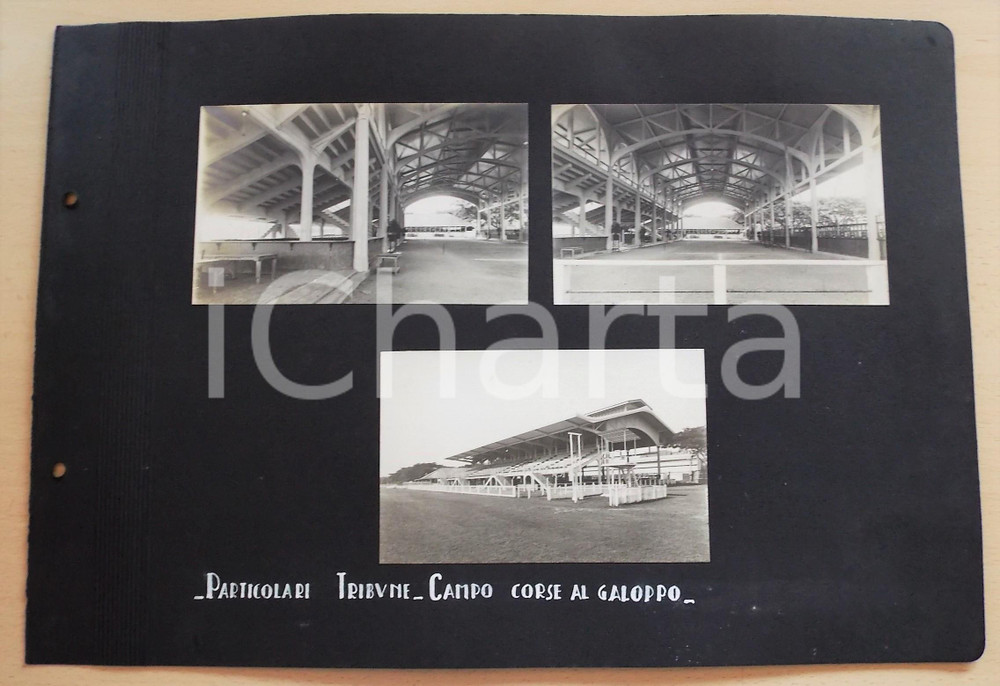 iCharta
_PARTICOLARI TRIBVNE_CAMPO CORSE AL GALOPPO_